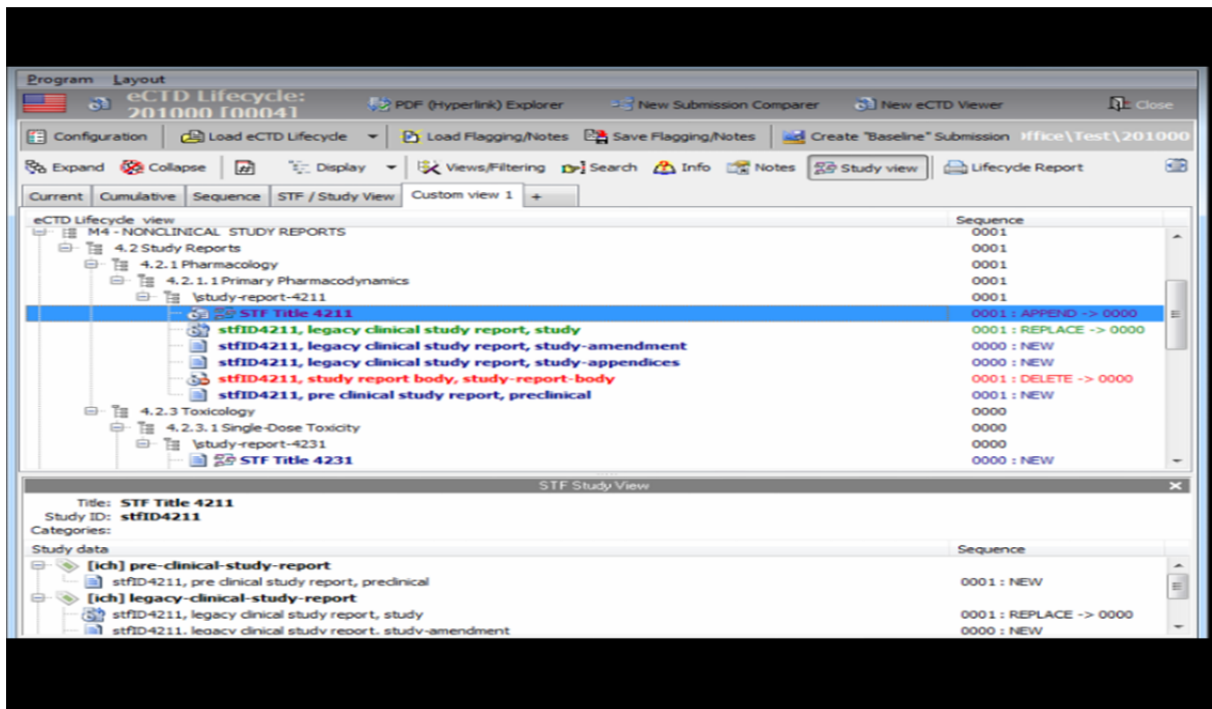 Program Layout
eCTD Lifecycle: 201000 [0004] PDF (Hyperlink) Explorer New Submission Comparer New eCTD Viewer Close
Configuration Load eCTD Lifecycle Load Flagging/Notes Save Flagging/Notes Create "Baseline" Submission ffice\Test\201000
Expand Collapse Display Views/Filtering Search Info Notes Study view Lifecycle Report
Current Cumulative Sequence STF / Study View Custom view 1 +
eCTD Lifecycle view Sequence
M4 - NONCLINICAL STUDY REPORTS 0001
4.2 Study Reports 0001
4.2.1 Pharmacology 0001
4.2.1.1 Primary Pharmacodynamics 0001
\study-report-4211 0001
STF Title 4211 0001 : APPEND -> 0000
stfID4211, legacy clinical study report, study 0001 : REPLACE -> 0000
stfID4211, legacy clinical study report, study-amendment 0000 : NEW
stfID4211, legacy clinical study report, study-appendices 0000 : NEW
stfID4211, study report body, study-report-body 0001 : DELETE -> 0000
stfID4211, pre clinical study report, preclinical 0001 : NEW
4.2.3 Toxicology 0000
4.2.3.1 Single-Dose Toxicity 0000
\study-report-4231 0000
STF Title 4231 0000 : NEW
STF Study View
Title: STF Title 4211
Study ID: stfID4211
Categories:
Study data Sequence
[ich] pre-clinical-study-report
stfID4211, pre clinical study report, preclinical 0001 : NEW
[ich] legacy-clinical-study-report
stfID4211, legacy clinical study report, study 0001 : REPLACE -> 0000
stfID4211, legacy clinical study report, study-amendment 0000 : NEW